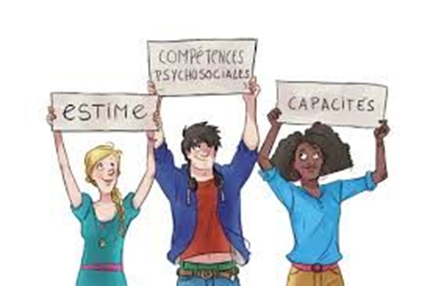 ESTIME
COMPÉTENCES
PSYCHOSOCIALES
CAPACITÉS